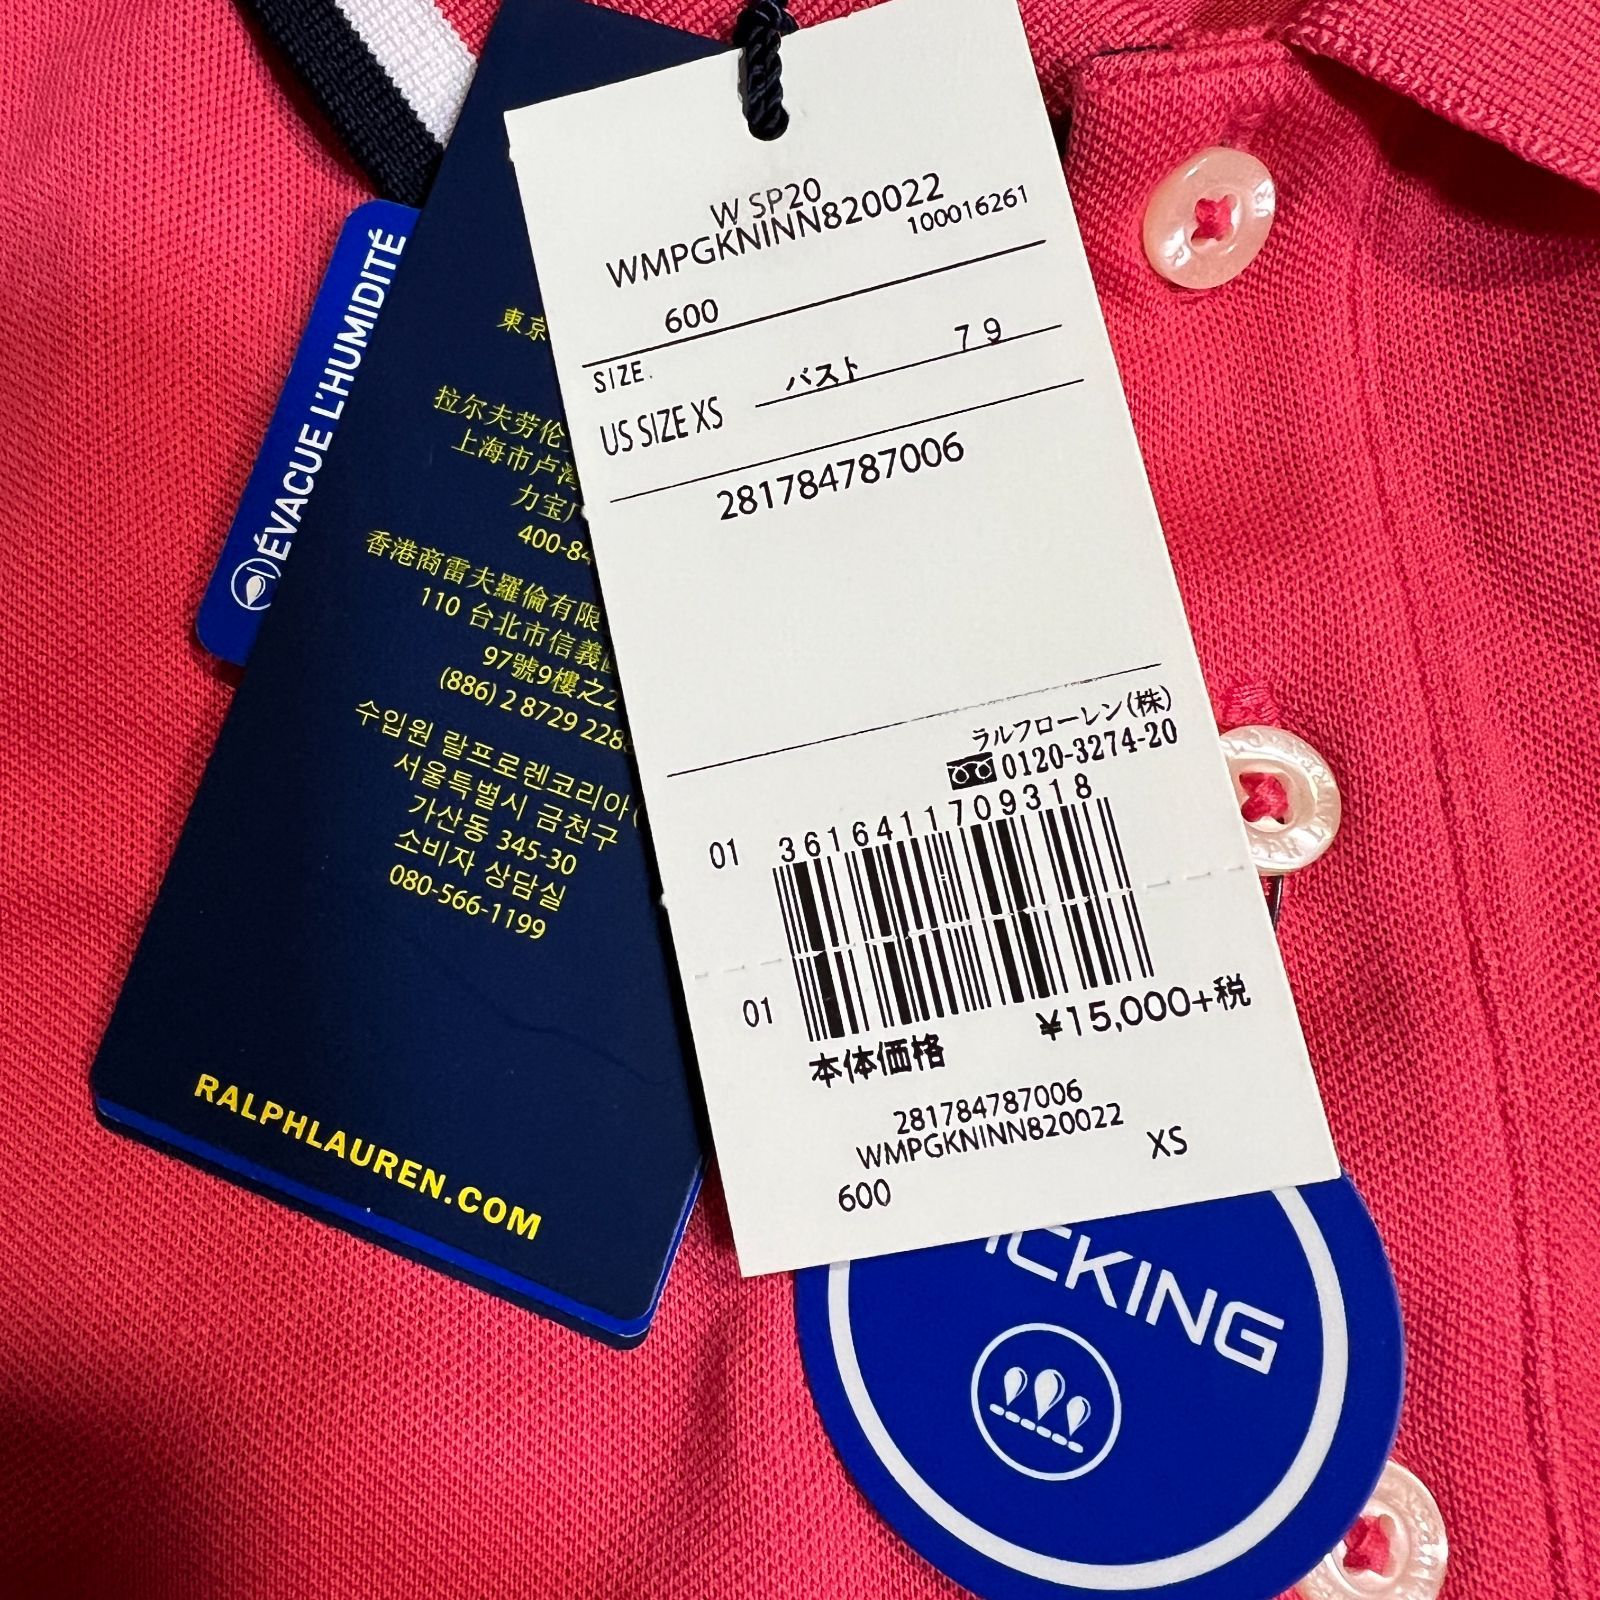 W SP20
WMPGKNINN820022
100016261
600
SIZE
US SIZE XS
バスト 79
281784787006
ラルフローレン(株)
0120-3274-20
01 3616411709318
01
本体価格 ¥15,000+税
281784787006
WMPGKNINN820022
600 XS
ÉVACUE L'HUMIDITÉ
東京
拉尔夫劳伦
上海市卢湾
力宝广
400-84
香港商雷夫羅倫有限
110 台北市信義區
97號9樓之2
(886) 2 8729 228
수입원 랄프로렌코리아
서울특별시 금천구
가산동 345-30
소비자 상담실
080-566-1199
RALPHLAUREN.COM
ICKING